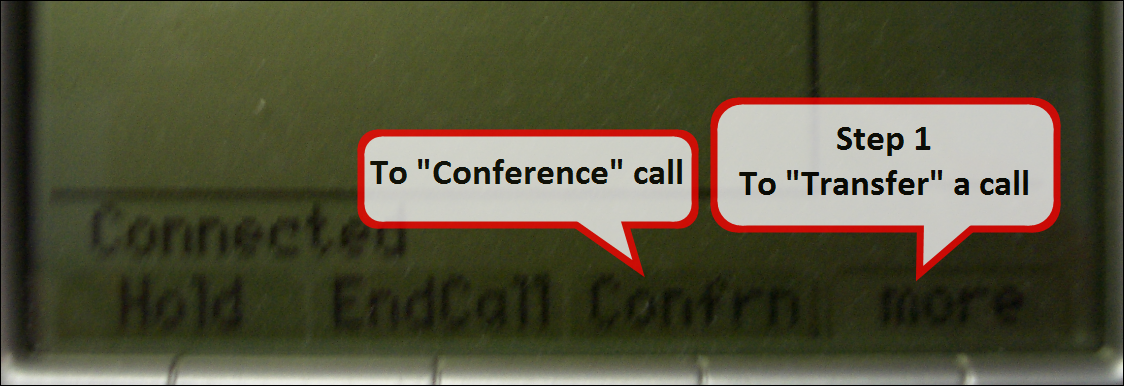 To "Conference" call
Step 1
To "Transfer" a call
Connected
Hold EndCall Confrn more